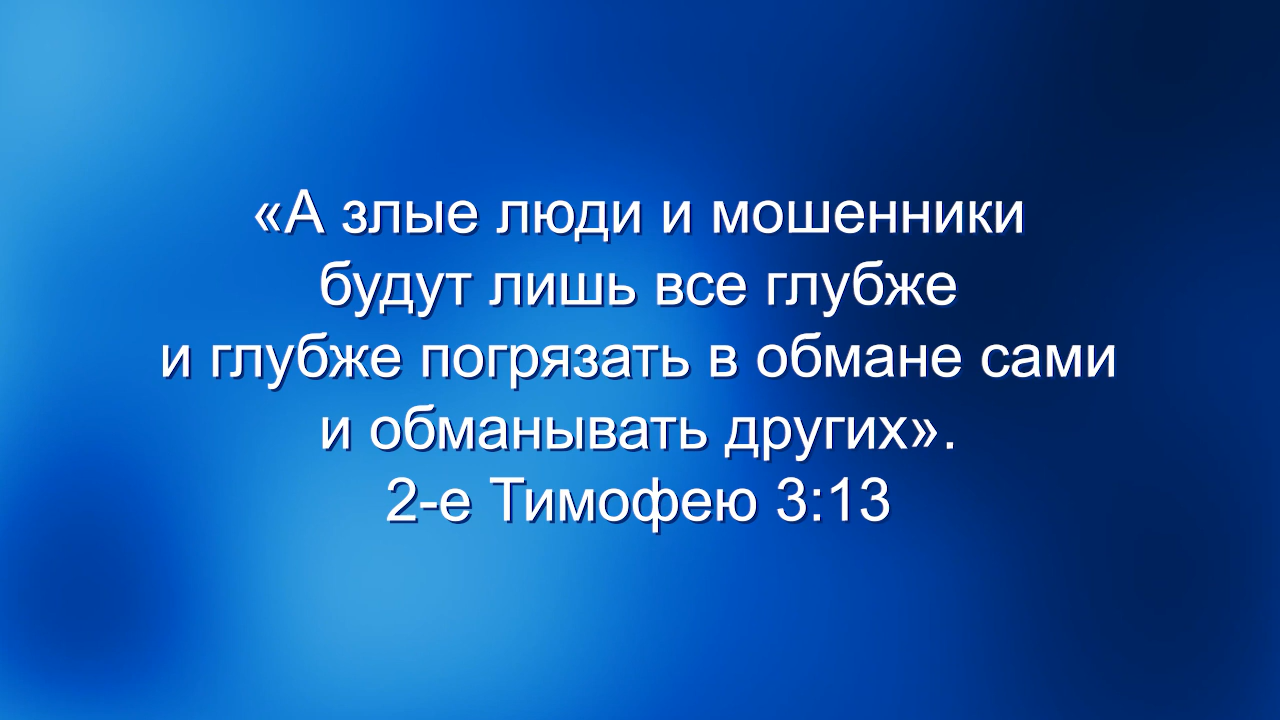 «А злые люди и мошенники
будут лишь все глубже
и глубже погрязать в обмане сами
и обманывать других».
2-е Тимофею 3:13